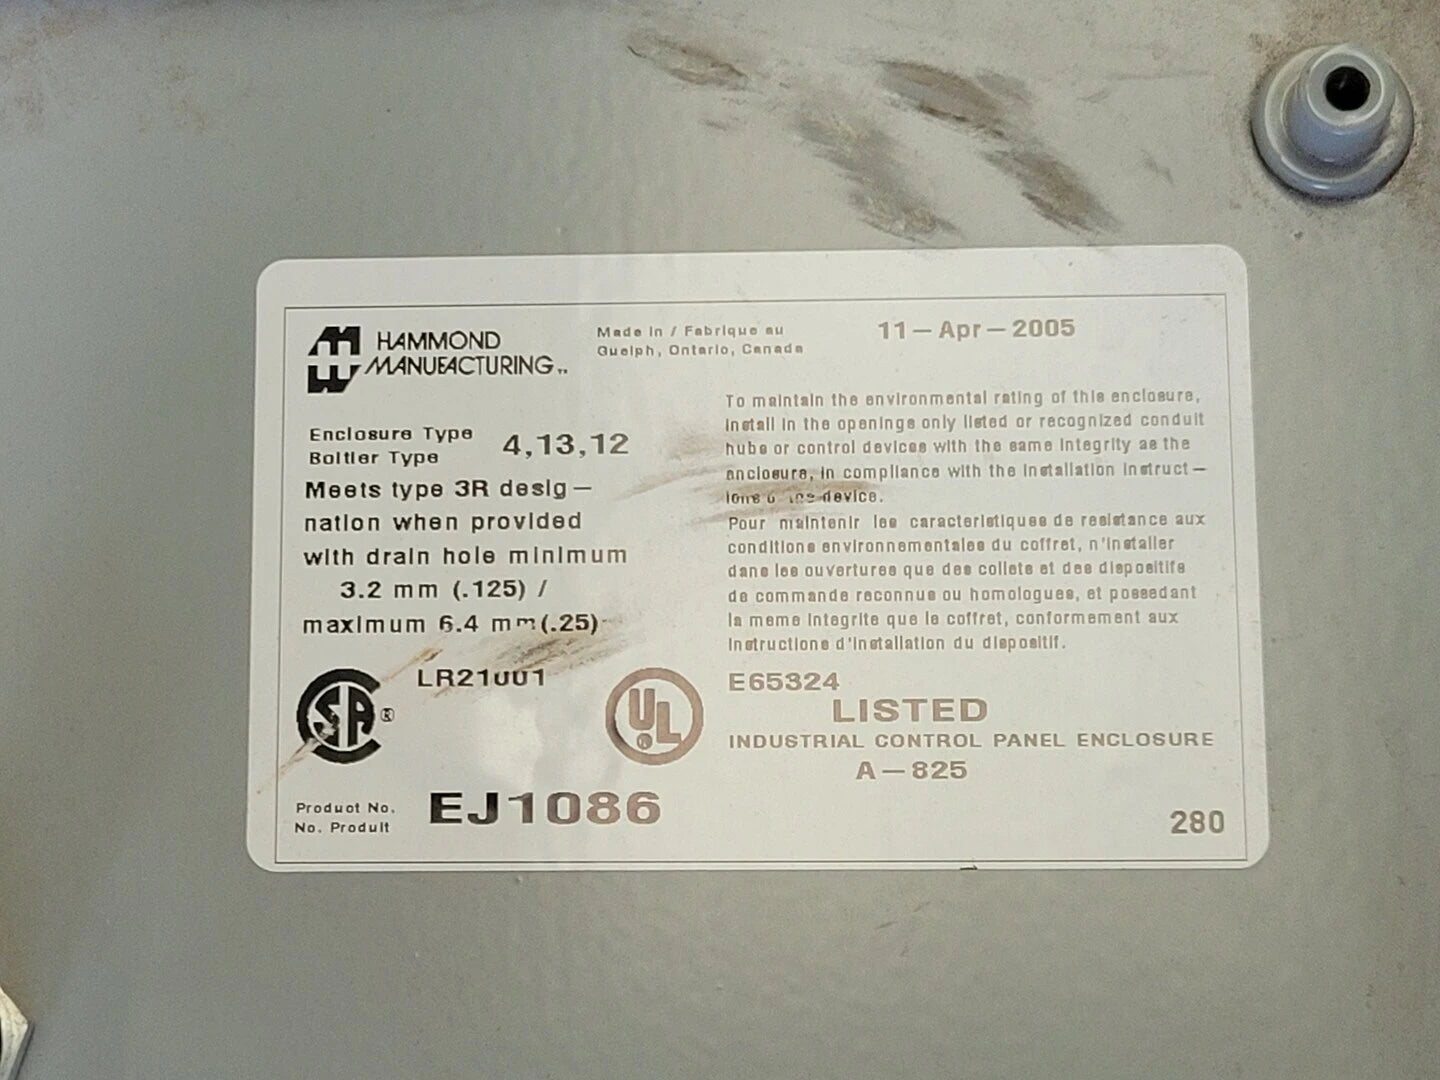 HAMMOND
MANUFACTURING™
Made in / Fabrique au
Guelph, Ontario, Canada
11-Apr-2005
Enclosure Type
Boitier Type
4,13,12
Meets type 3R desig-
nation when provided
with drain hole minimum
3.2 mm (.125) /
maximum 6.4 mm (.25)
To maintain the environmental rating of this enclosure,
install in the openings only listed or recognized conduit
hubs or control devices with the same integrity as the
enclosure, in compliance with the installation instruct-
device.
Pour maintenir les caracteristiques de resistance aux
conditions environnementales du coffret, n'installer
dans les ouvertures que des collets et des dispositifs
de commande reconnus ou homologues, et possedant
la meme integrite que le coffret, conformement aux
instructions d'installation du dispositif.
SA®
LR21001
UL®
E65324
LISTED
INDUSTRIAL CONTROL PANEL ENCLOSURE
A-825
Product No.
No. Produit
EJ1086
280